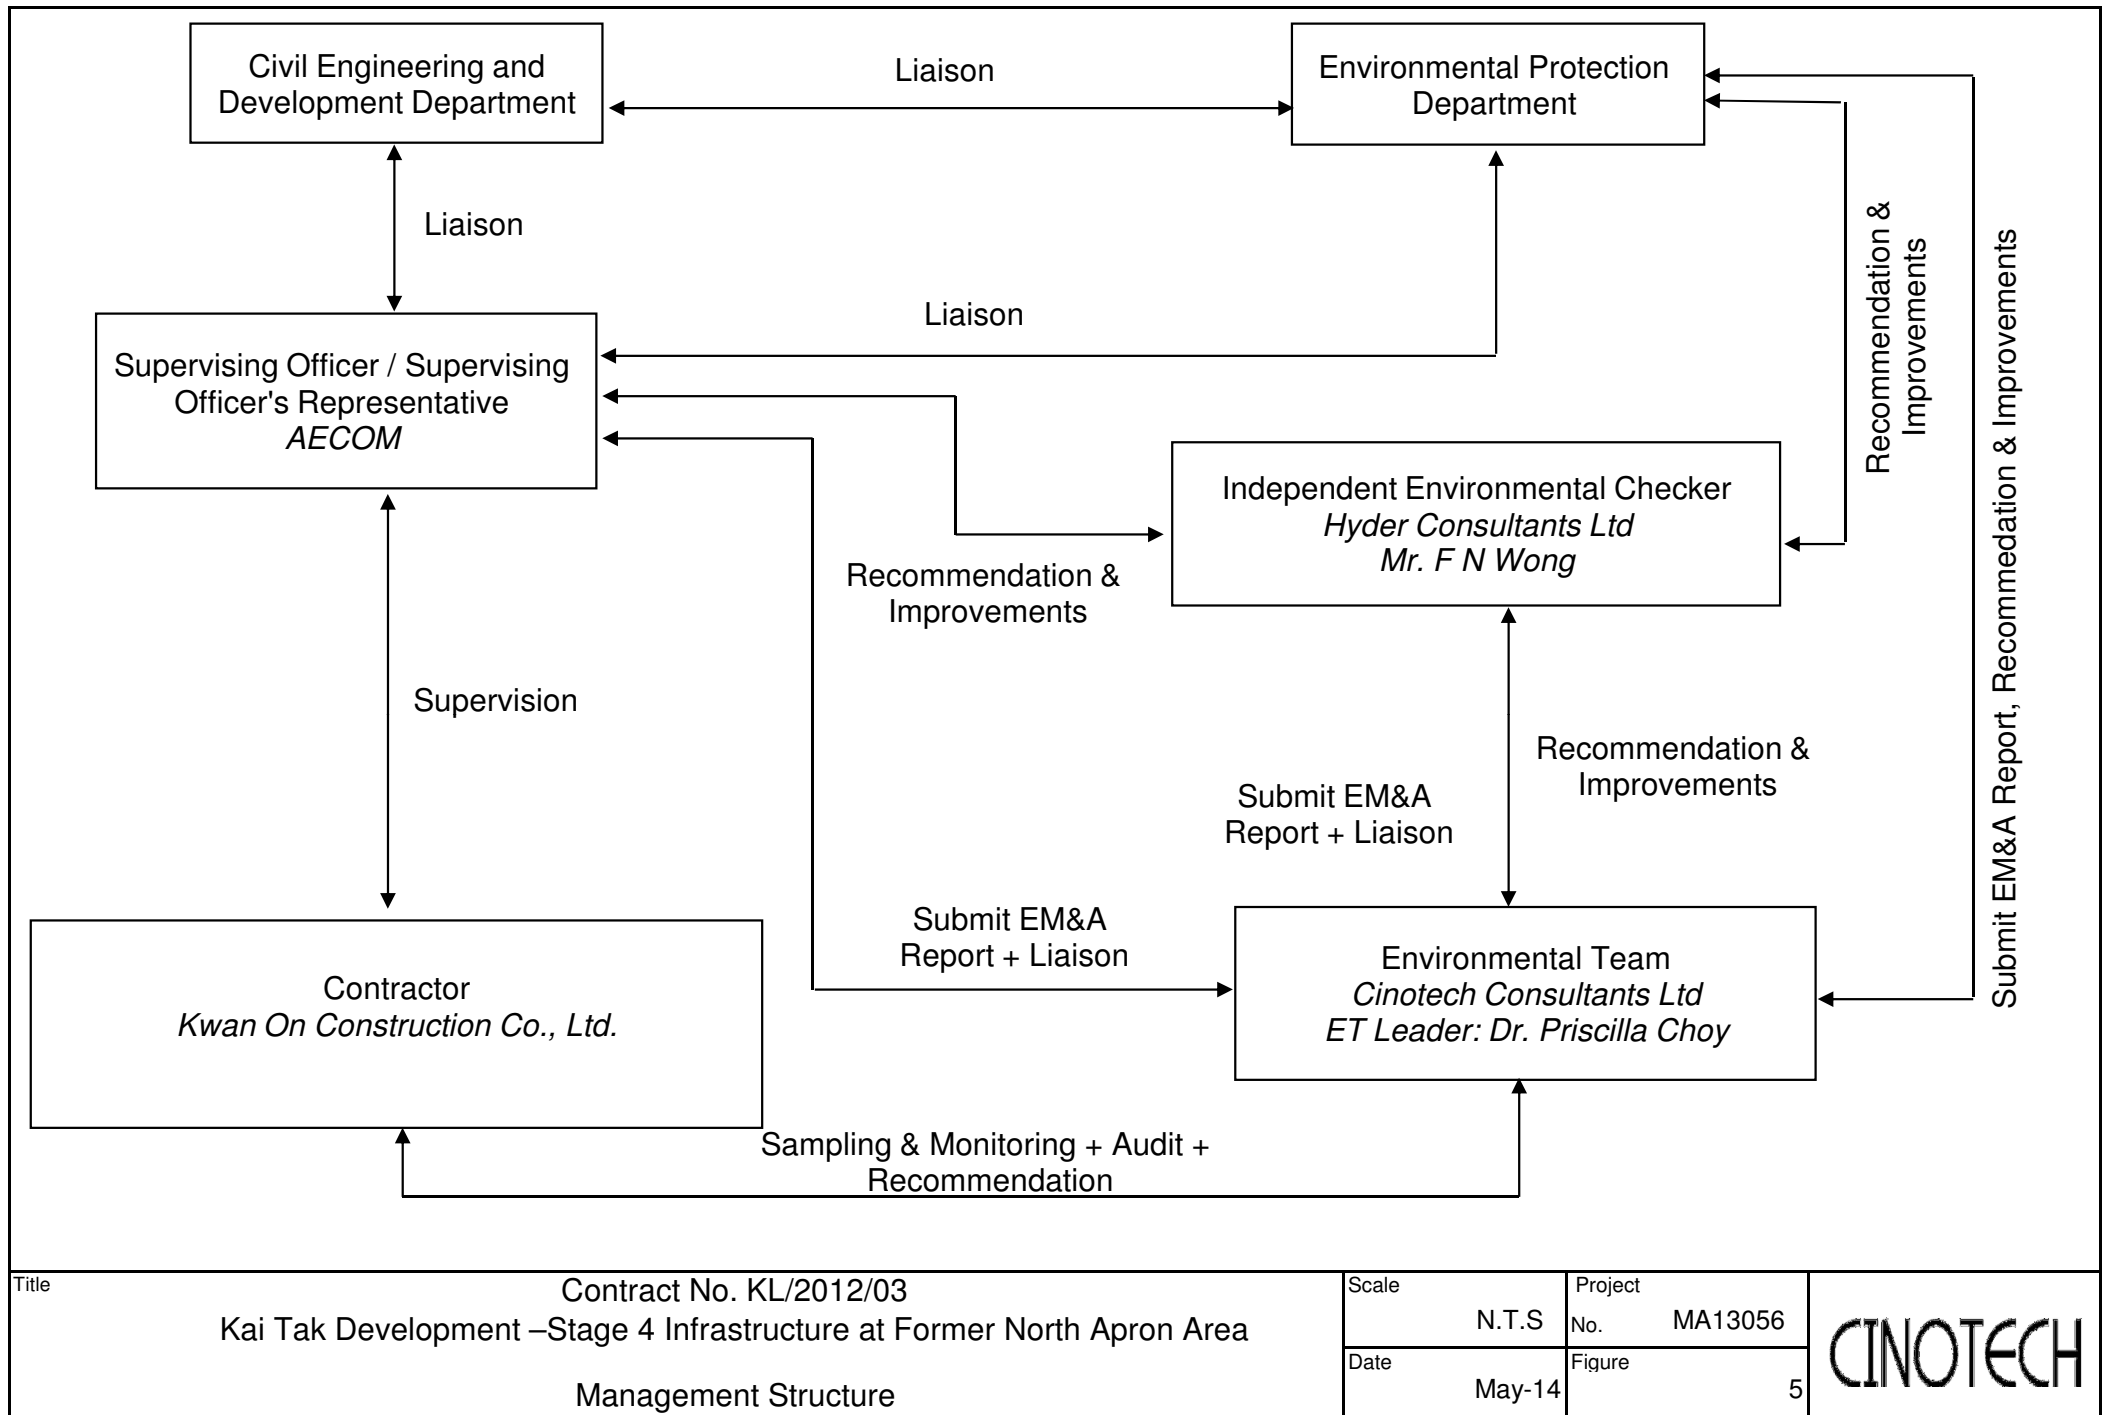 Civil Engineering and
Development Department
Liaison
Environmental Protection
Department
Liaison
Liaison
Recommendation &
Improvements
Submit EM&A Report, Recommedation & Improvements
Supervising Officer / Supervising
Officer's Representative
AECOM
Independent Environmental Checker
Hyder Consultants Ltd
Mr. F N Wong
Recommendation &
Improvements
Supervision
Recommendation &
Improvements
Submit EM&A
Report + Liaison
Submit EM&A
Report + Liaison
Environmental Team
Cinotech Consultants Ltd
ET Leader: Dr. Priscilla Choy
Contractor
Kwan On Construction Co., Ltd.
Sampling & Monitoring + Audit +
Recommendation
Title
Contract No. KL/2012/03
Kai Tak Development –Stage 4 Infrastructure at Former North Apron Area
Management Structure
Scale
N.T.S
Project
No. MA13056
Date
May-14
Figure
5
CINOTECH